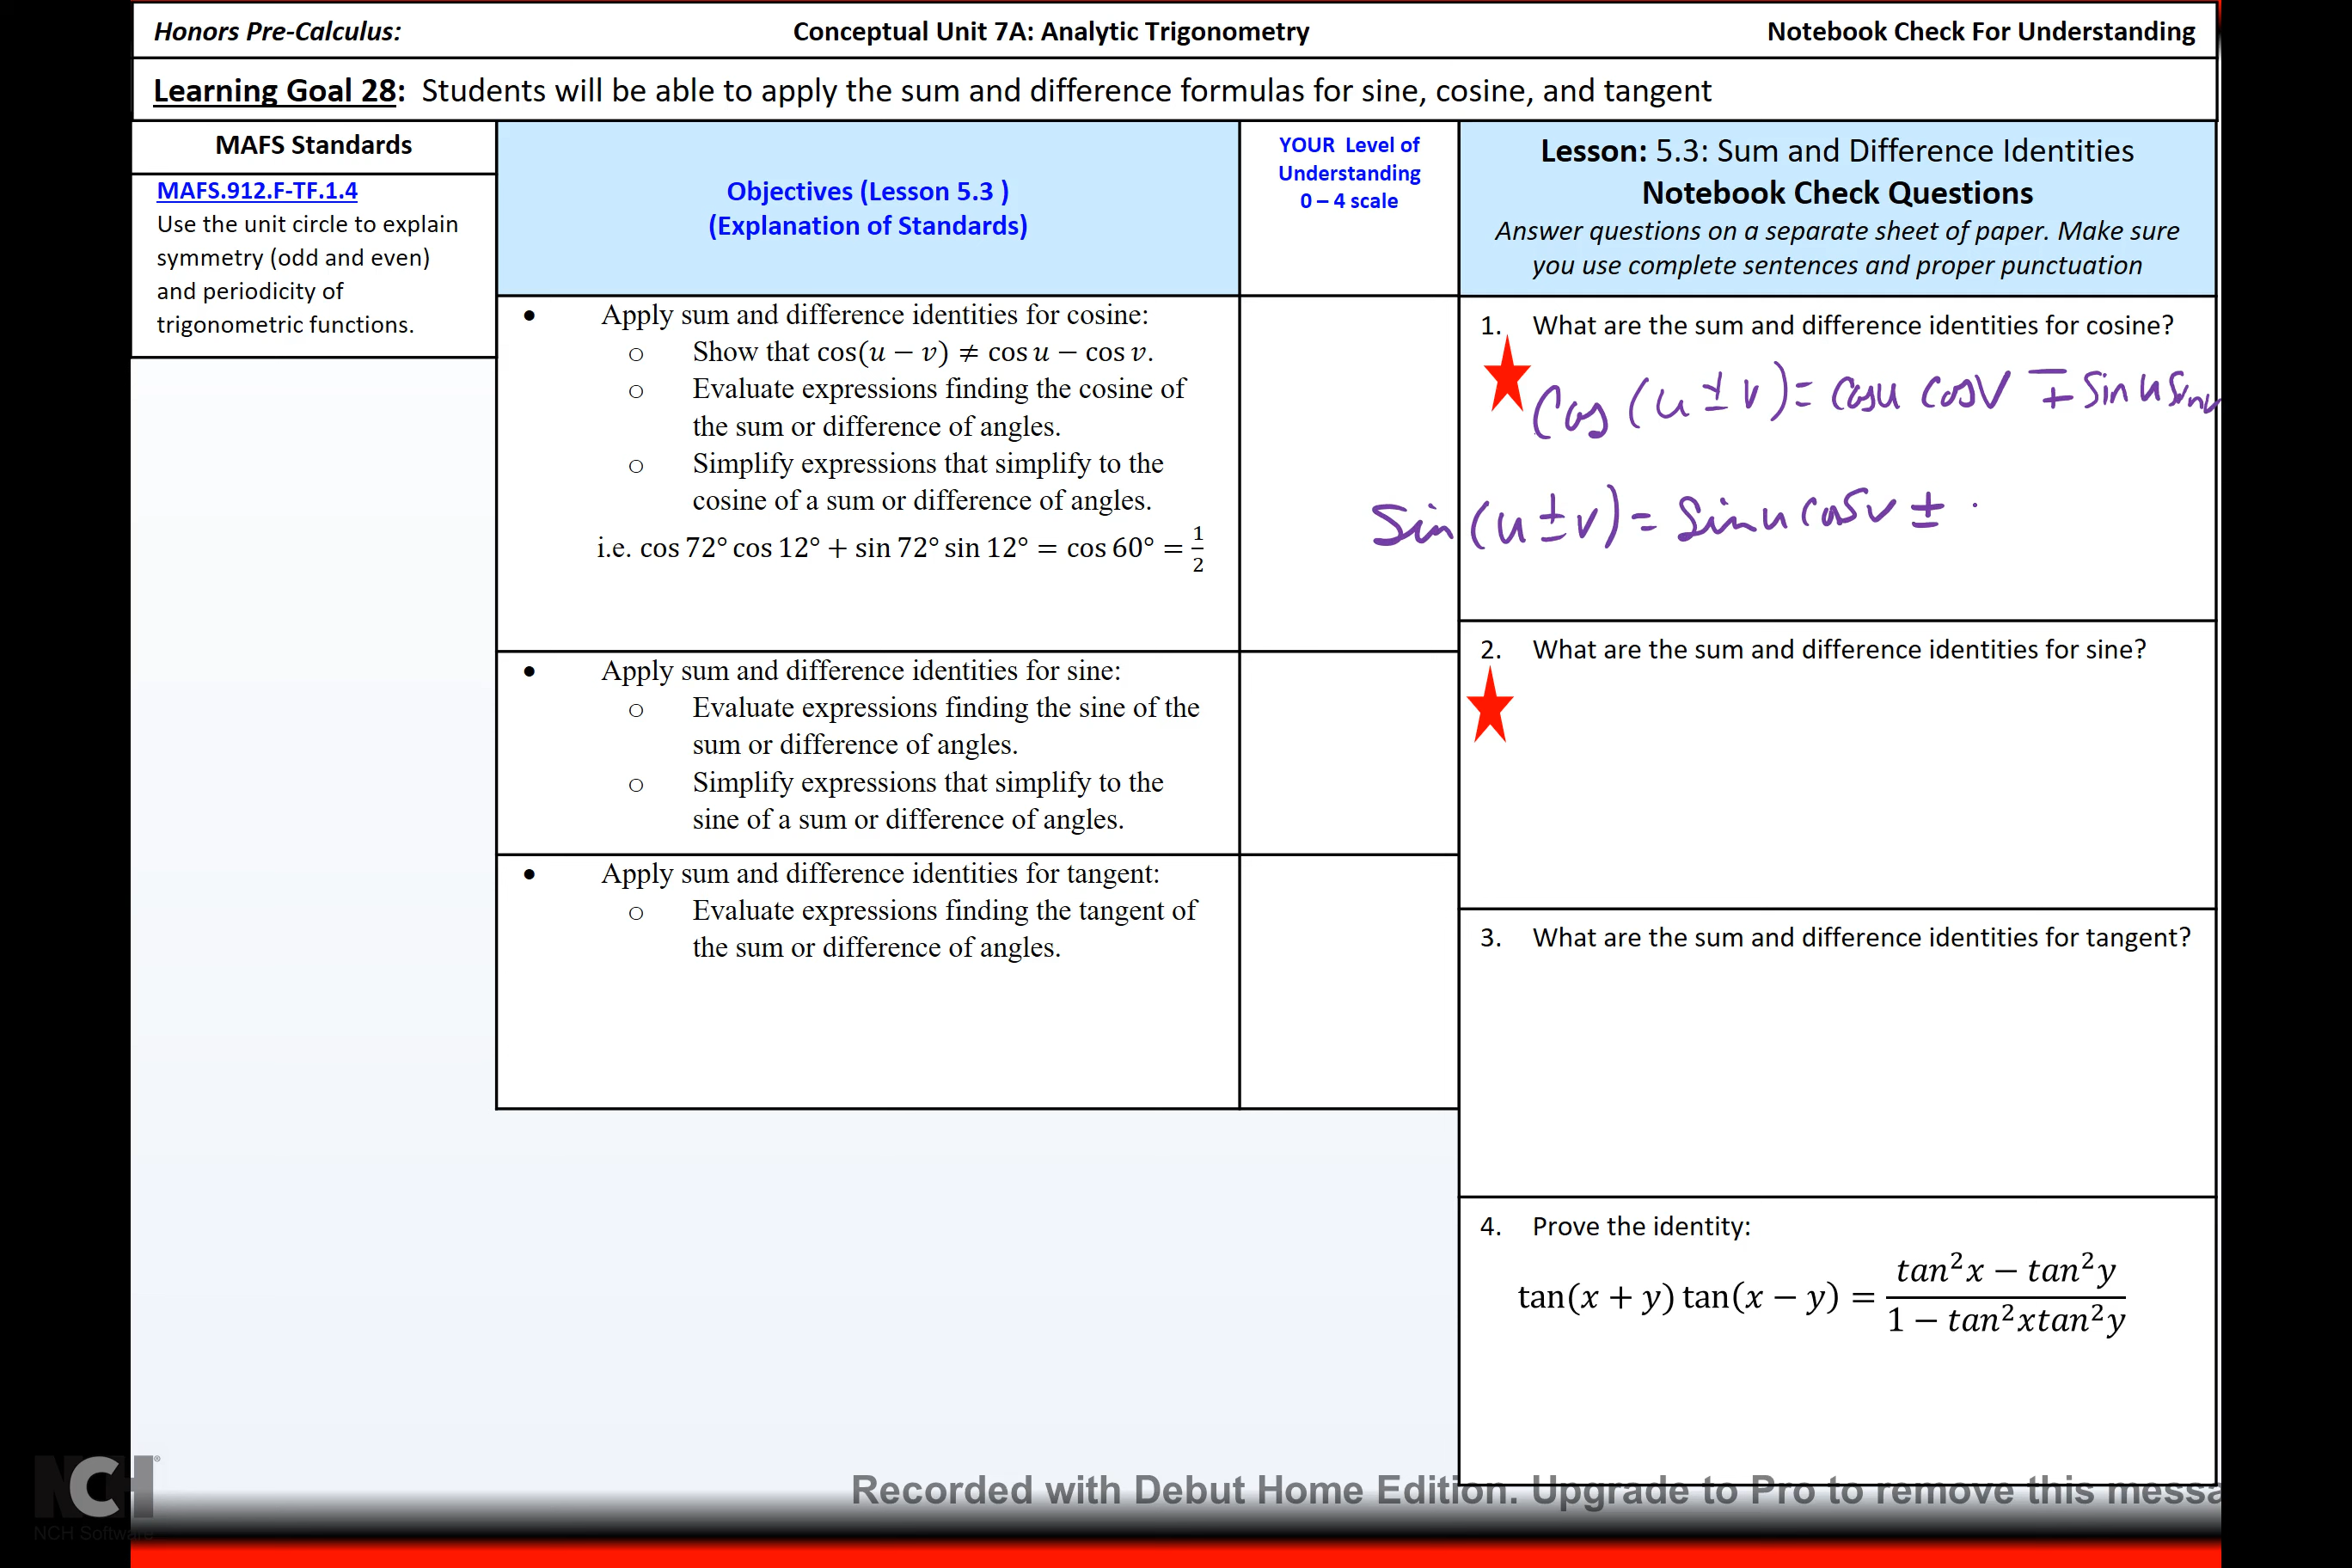 Honors Pre-Calculus: Conceptual Unit 7A: Analytic Trigonometry Notebook Check For Understanding
Learning Goal 28: Students will be able to apply the sum and difference formulas for sine, cosine, and tangent
MAFS Standards
MAFS.912.F-TF.1.4
Use the unit circle to explain
symmetry (odd and even)
and periodicity of
trigonometric functions.
Objectives (Lesson 5.3 )
(Explanation of Standards)
• Apply sum and difference identities for cosine:
○ Show that cos(u − v) ≠ cos u − cos v.
○ Evaluate expressions finding the cosine of
the sum or difference of angles.
○ Simplify expressions that simplify to the
cosine of a sum or difference of angles.
i.e. cos 72° cos 12° + sin 72° sin 12° = cos 60° = 1/2
• Apply sum and difference identities for sine:
○ Evaluate expressions finding the sine of the
sum or difference of angles.
○ Simplify expressions that simplify to the
sine of a sum or difference of angles.
• Apply sum and difference identities for tangent:
○ Evaluate expressions finding the tangent of
the sum or difference of angles.
YOUR Level of
Understanding
0 – 4 scale
Lesson: 5.3: Sum and Difference Identities
Notebook Check Questions
Answer questions on a separate sheet of paper. Make sure
you use complete sentences and proper punctuation
1. What are the sum and difference identities for cosine?
Cos (u ± v) = cosu cosv ∓ sin u sinv
Sin (u ± v) = sinu cosv ±
2. What are the sum and difference identities for sine?
3. What are the sum and difference identities for tangent?
4. Prove the identity:
tan(x + y) tan(x − y) = (tan²x − tan²y) / (1 − tan²xtan²y)
NCH®
NCH Software
Recorded with Debut Home Edition. Upgrade to Pro to remove this messa